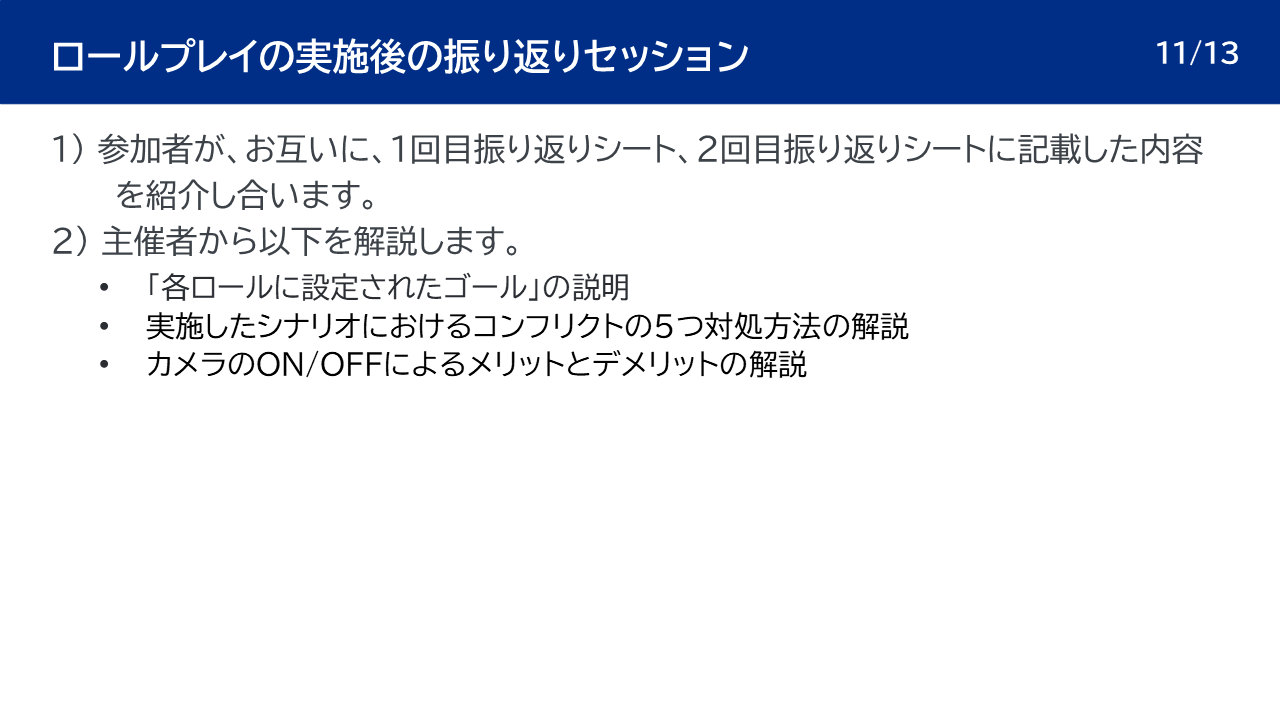 ロールプレイの実施後の振り返りセッション
11/13
1) 参加者が、お互いに、1回目振り返りシート、2回目振り返りシートに記載した内容
を紹介し合います。
2) 主催者から以下を解説します。
• 「各ロールに設定されたゴール」の説明
• 実施したシナリオにおけるコンフリクトの5つ対処方法の解説
• カメラのON/OFFによるメリットとデメリットの解説